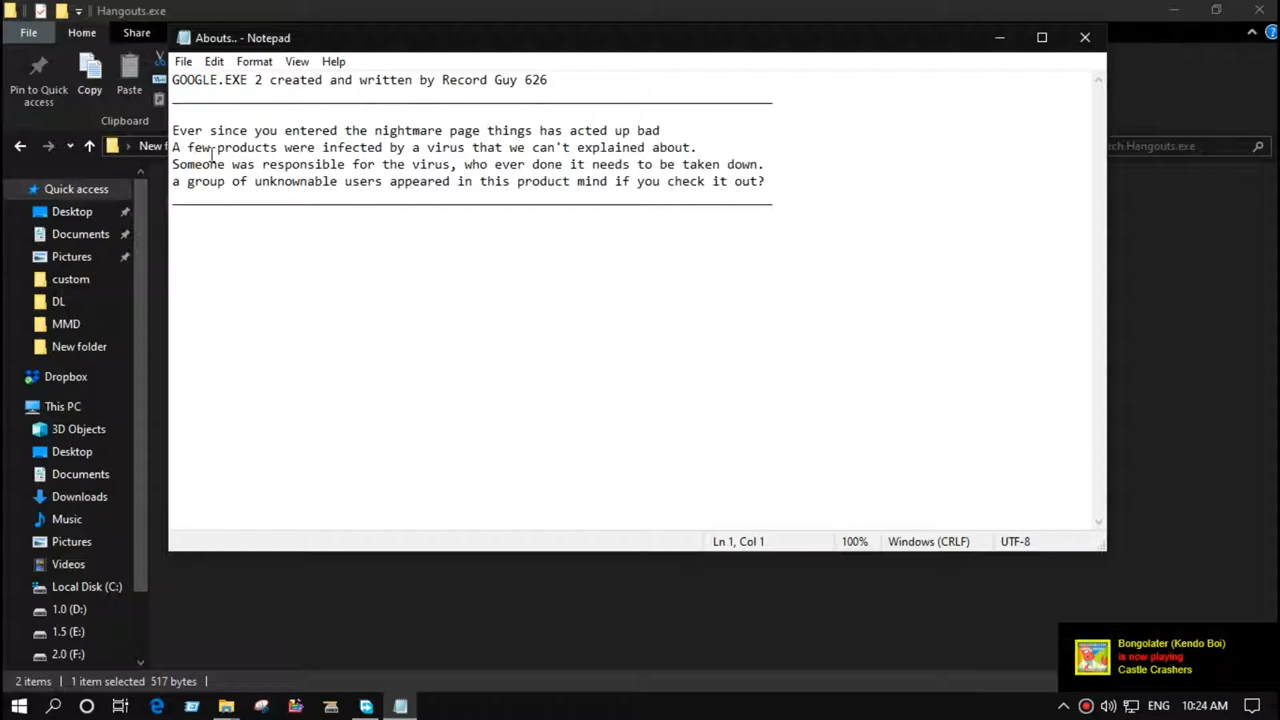 Hangouts.exe
File
Home
Share
Abouts.. - Notepad
File Edit Format View Help
GOOGLE.EXE 2 created and written by Record Guy 626
Ever since you entered the nightmare page things has acted up bad
A few products were infected by a virus that we can't explained about.
Someone was responsible for the virus, who ever done it needs to be taken down.
a group of unknownable users appeared in this product mind if you check it out?
Ln 1, Col 1
100%
Windows (CRLF)
UTF-8
Pin to Quick
access
Copy
Paste
Clipboard
New f
rch Hangouts.exe
Quick access
Desktop
Documents
Pictures
custom
DL
MMD
New folder
Dropbox
This PC
3D Objects
Desktop
Documents
Downloads
Music
Pictures
Videos
Local Disk (C:)
1.0 (D:)
1.5 (E:)
2.0 (F:)
2 items
1 item selected 517 bytes
Bongolater (Kendo Boi)
is now playing
Castle Crashers
ENG
10:24 AM